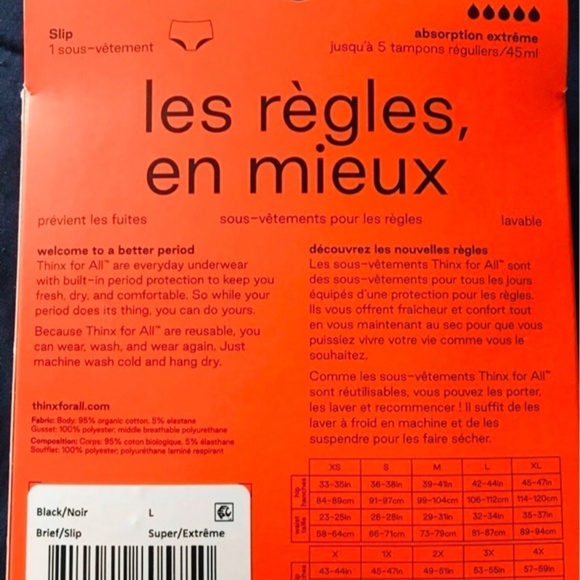 Slip
1 sous-vêtement
absorption extrême
jusqu'à 5 tampons réguliers/45ml
les règles,
en mieux
prévient les fuites sous-vêtements pour les règles lavable
welcome to a better period
Thinx for All™ are everyday underwear
with built-in period protection to keep you
fresh, dry, and comfortable. So while your
period does its thing, you can do yours.
Because Thinx for All™ are reusable, you
can wear, wash, and wear again. Just
machine wash cold and hang dry.
découvrez les nouvelles règles
Les sous-vêtements Thinx for All™ sont
des sous-vêtements pour tous les jours
équipés d'une protection pour les règles.
Ils vous offrent fraîcheur et confort tout
en vous maintenant au sec pour que vous
puissiez vivre votre vie comme vous le
souhaitez.
Comme les sous-vêtements Thinx for All™
sont réutilisables, vous pouvez les porter,
les laver et recommencer ! Il suffit de les
laver à froid en machine et de les
suspendre pour les faire sécher.
thinxforall.com
Fabric: Body: 95% organic cotton, 5% elastane
Gusset: 100% polyester; middle breathable polyurethane
Composition: Corps: 95% coton biologique, 5% élasthane
Soufflet: 100% polyester; polyuréthane laminé respirant
XS S M L XL
hip hanches
33-35in 36-38in 39-41in 42-44in 45-47in
84-89cm 91-97cm 99-104cm 106-112cm 114-120cm
waist taille
23-25in 26-28in 29-31in 32-34in 35-37in
58-64cm 66-71cm 73-79cm 81-87cm 89-94cm
X 1X 2X 3X 4X
43-44in 45-47in 49-51in 53-55in 57-59in
Black/Noir L
Brief/Slip Super/Extrême